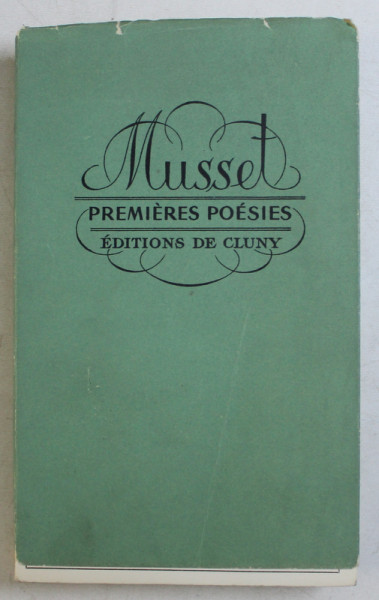 Musset
PREMIÈRES POÉSIES
ÉDITIONS DE CLUNY